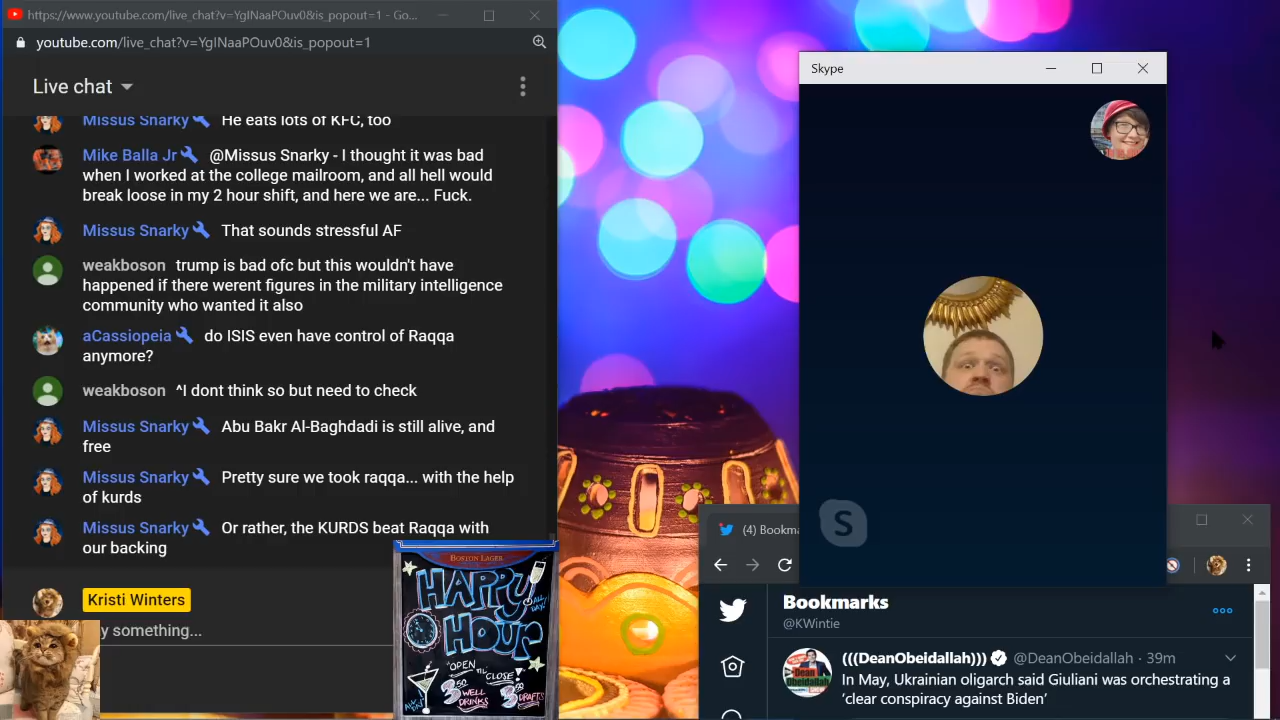 https://www.youtube.com/live_chat?v=YgINaaPOuv0&is_popout=1 - Go...
youtube.com/live_chat?v=YgINaaPOuv0&is_popout=1
Live chat
Missus Snarky He eats lots of KFC, too
Mike Balla Jr @Missus Snarky - I thought it was bad
when I worked at the college mailroom, and all hell would
break loose in my 2 hour shift, and here we are... Fuck.
Missus Snarky That sounds stressful AF
weakboson trump is bad ofc but this wouldn't have
happened if there werent figures in the military intelligence
community who wanted it also
aCassiopeia do ISIS even have control of Raqqa
anymore?
weakboson ^I dont think so but need to check
Missus Snarky Abu Bakr Al-Baghdadi is still alive, and
free
Missus Snarky Pretty sure we took raqqa... with the help
of kurds
Missus Snarky Or rather, the KURDS beat Raqqa with
our backing
Kristi Winters
y something...
BOSTON LAGER
HAPPY
ALL
DAY!
HOUR
"OPEN
TIL"
CLOSE!
3.50
WELL
DRINKS
DRAFTS
Skype
S
(4) Bookma
Bookmarks
@KWintie
(((DeanObeidallah))) @DeanObeidallah · 39m
In May, Ukrainian oligarch said Giuliani was orchestrating a
'clear conspiracy against Biden'